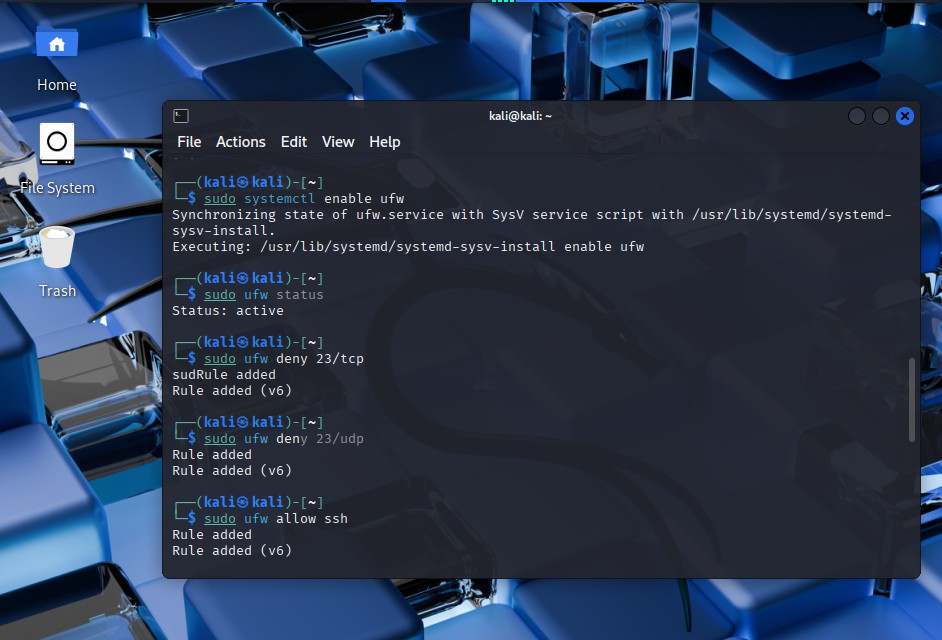 Home
File System
Trash
kali@kali: ~
File Actions Edit View Help
┌──(kali㉿kali)-[~]
└─$ sudo systemctl enable ufw
Synchronizing state of ufw.service with SysV service script with /usr/lib/systemd/systemd-
sysv-install.
Executing: /usr/lib/systemd/systemd-sysv-install enable ufw
┌──(kali㉿kali)-[~]
└─$ sudo ufw status
Status: active
┌──(kali㉿kali)-[~]
└─$ sudo ufw deny 23/tcp
sudRule added
Rule added (v6)
┌──(kali㉿kali)-[~]
└─$ sudo ufw deny 23/udp
Rule added
Rule added (v6)
┌──(kali㉿kali)-[~]
└─$ sudo ufw allow ssh
Rule added
Rule added (v6)